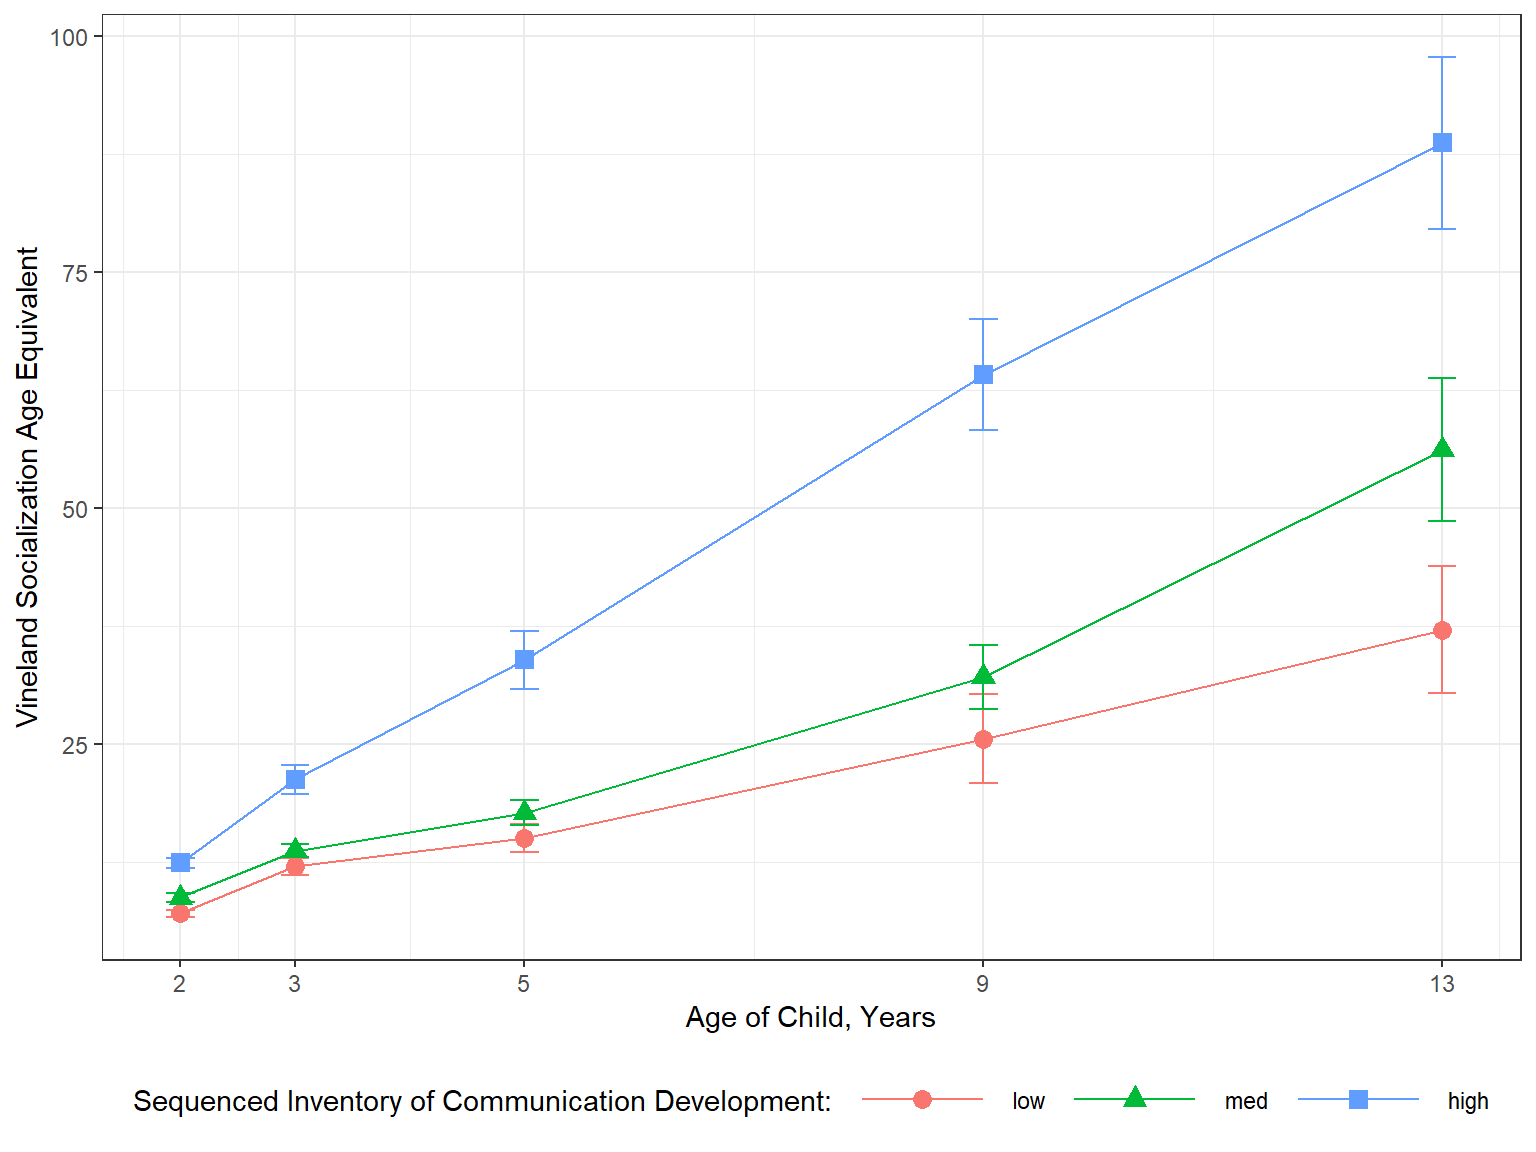 100
75
50
25
Vineland Socialization Age Equivalent
2 3 5 9 13
Age of Child, Years
Sequenced Inventory of Communication Development: low med high